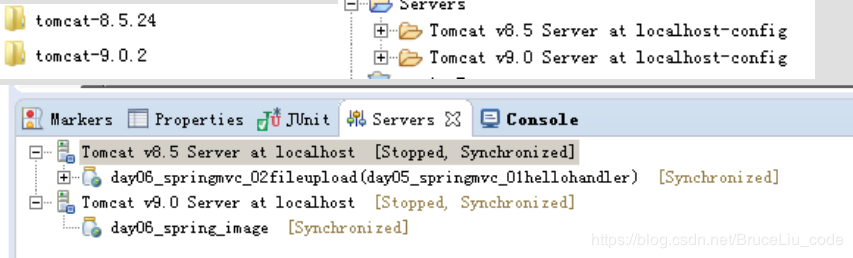 tomcat-8.5.24
tomcat-9.0.2
Servers
Tomcat v8.5 Server at localhost-config
Tomcat v9.0 Server at localhost-config
Markers Properties JUnit Servers Console
Tomcat v8.5 Server at localhost [Stopped, Synchronized]
day06_springmvc_02fileupload(day05_springmvc_01hellohandler) [Synchronized]
Tomcat v9.0 Server at localhost [Stopped, Synchronized]
day06_spring_image [Synchronized]
https://blog.csdn.net/BruceLiu_code